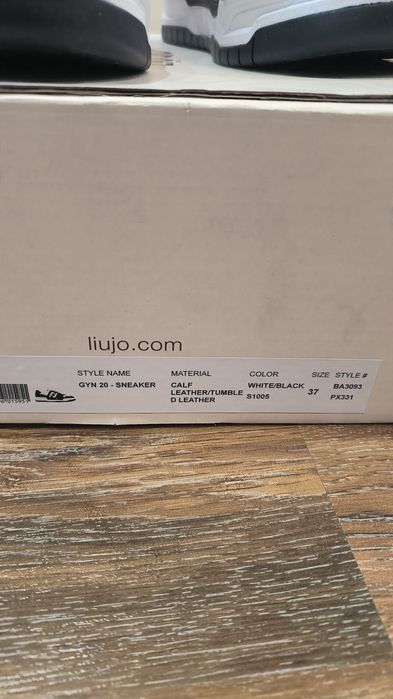 liujo.com
STYLE NAME MATERIAL COLOR SIZE STYLE #
GYN 20 - SNEAKER CALF WHITE/BLACK 37 BA3093
LEATHER/TUMBLE S1005 PX331
D LEATHER